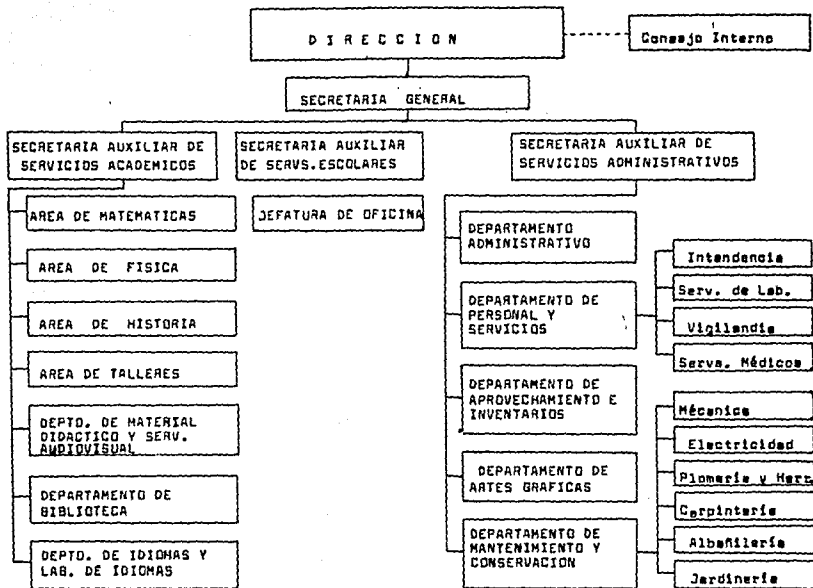 D I R E C C I O N
Consejo Interno
SECRETARIA GENERAL
SECRETARIA AUXILIAR DE
SERVICIOS ACADEMICOS
SECRETARIA AUXILIAR
DE SERVS.ESCOLARES
SECRETARIA AUXILIAR DE
SERVICIOS ADMINISTRATIVOS
AREA DE MATEMATICAS
AREA DE FISICA
AREA DE HISTORIA
AREA DE TALLERES
DEPTO. DE MATERIAL
DIDACTICO Y SERV.
AUDIOVISUAL
DEPARTAMENTO DE
BIBLIOTECA
DEPTO. DE IDIOMAS Y
LAB. DE IDIOMAS
JEFATURA DE OFICINA
DEPARTAMENTO
ADMINISTRATIVO
DEPARTAMENTO DE
PERSONAL Y
SERVICIOS
DEPARTAMENTO DE
APROVECHAMIENTO E
INVENTARIOS
DEPARTAMENTO DE
ARTES GRAFICAS
DEPARTAMENTO DE
MANTENIMIENTO Y
CONSERVACION
Intendencia
Serv. de Lab.
Vigilandia
Servs. Médicos
Mécanica
Electricidad
Plomería y Herr.
Carpintería
Albañilería
Jardinería